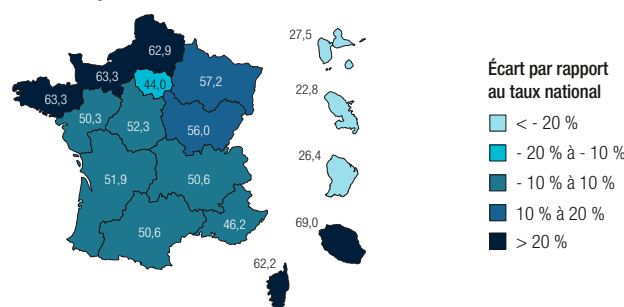 62,9
63,3
44,0
57,2
63,3
50,3
52,3
56,0
51,9
50,6
50,6
46,2
62,2
27,5
22,8
26,4
69,0
Écart par rapport
au taux national
< - 20 %
- 20 % à - 10 %
- 10 % à 10 %
10 % à 20 %
> 20 %